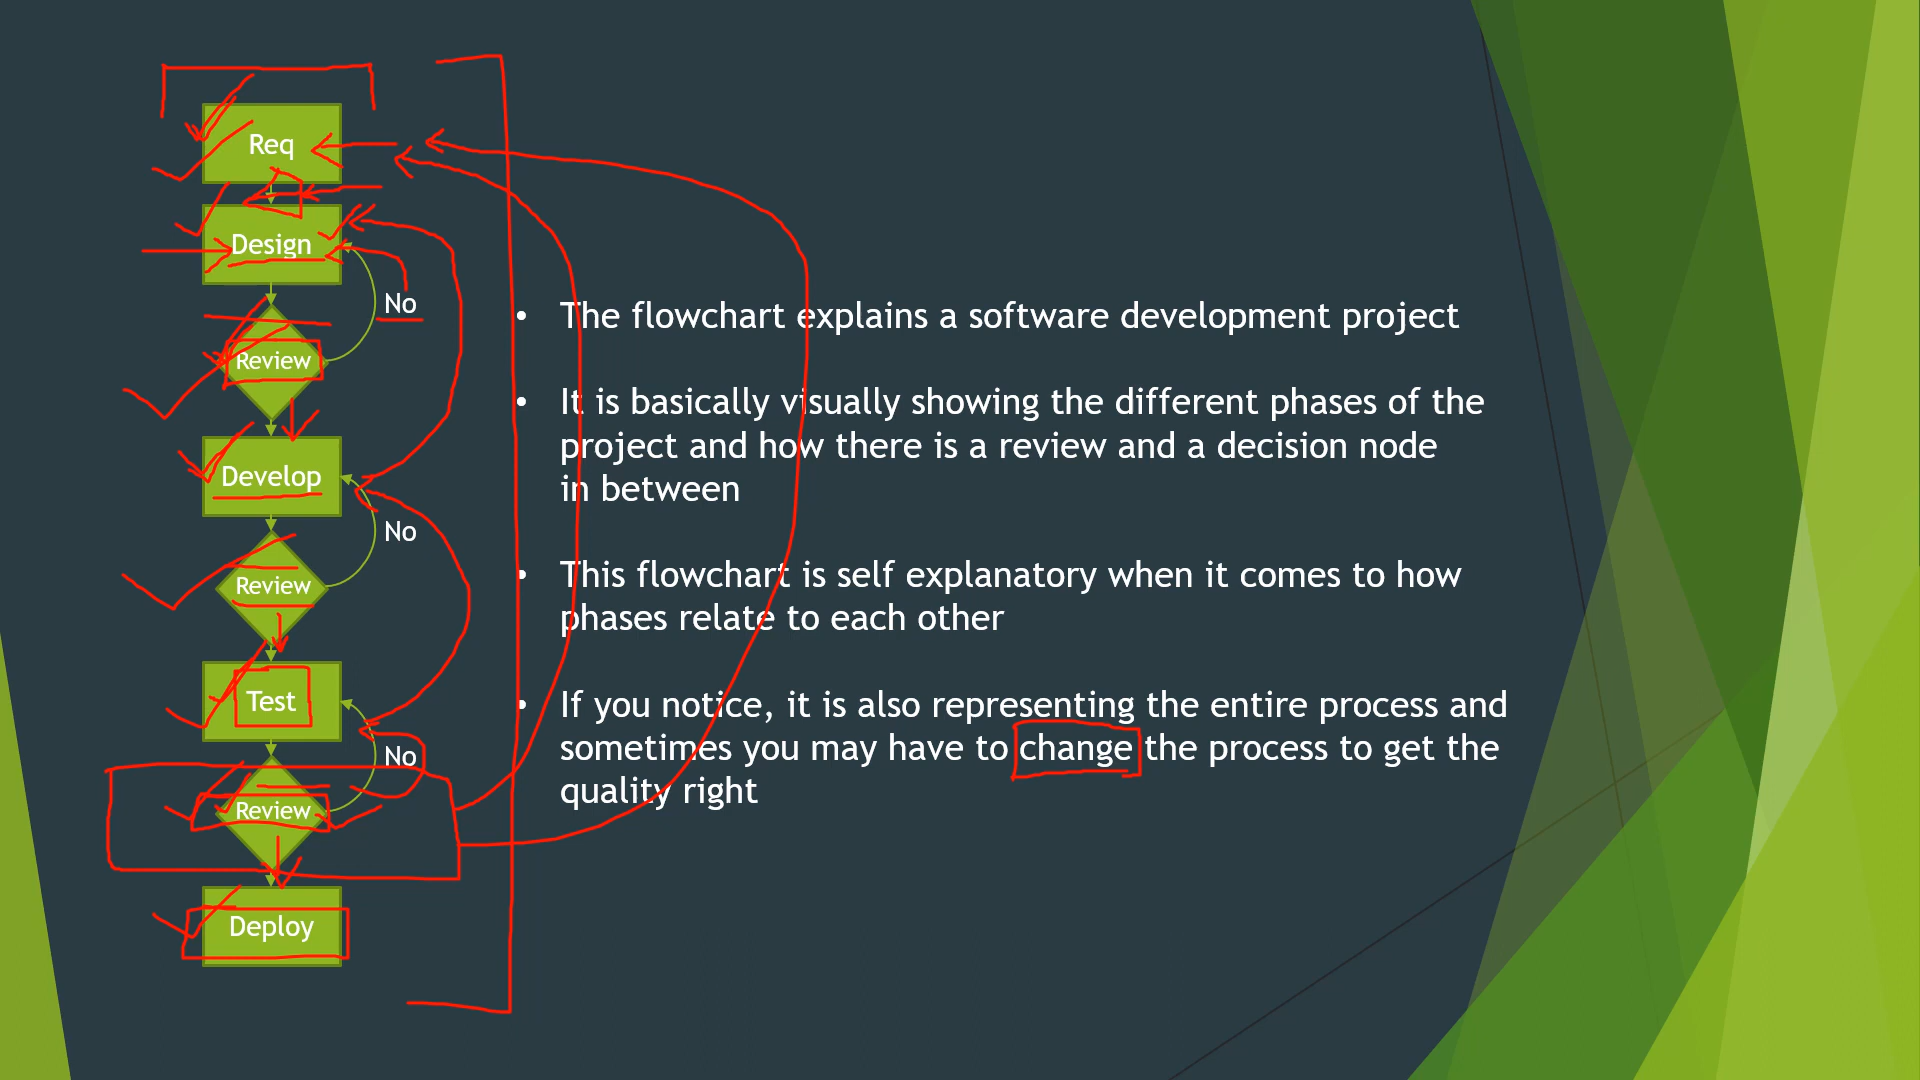 Req
Design
No
Review
Develop
No
Review
Test
No
Review
Deploy
• The flowchart explains a software development project
• It is basically visually showing the different phases of the
project and how there is a review and a decision node
in between
• This flowchart is self explanatory when it comes to how
phases relate to each other
• If you notice, it is also representing the entire process and
sometimes you may have to change the process to get the
quality right